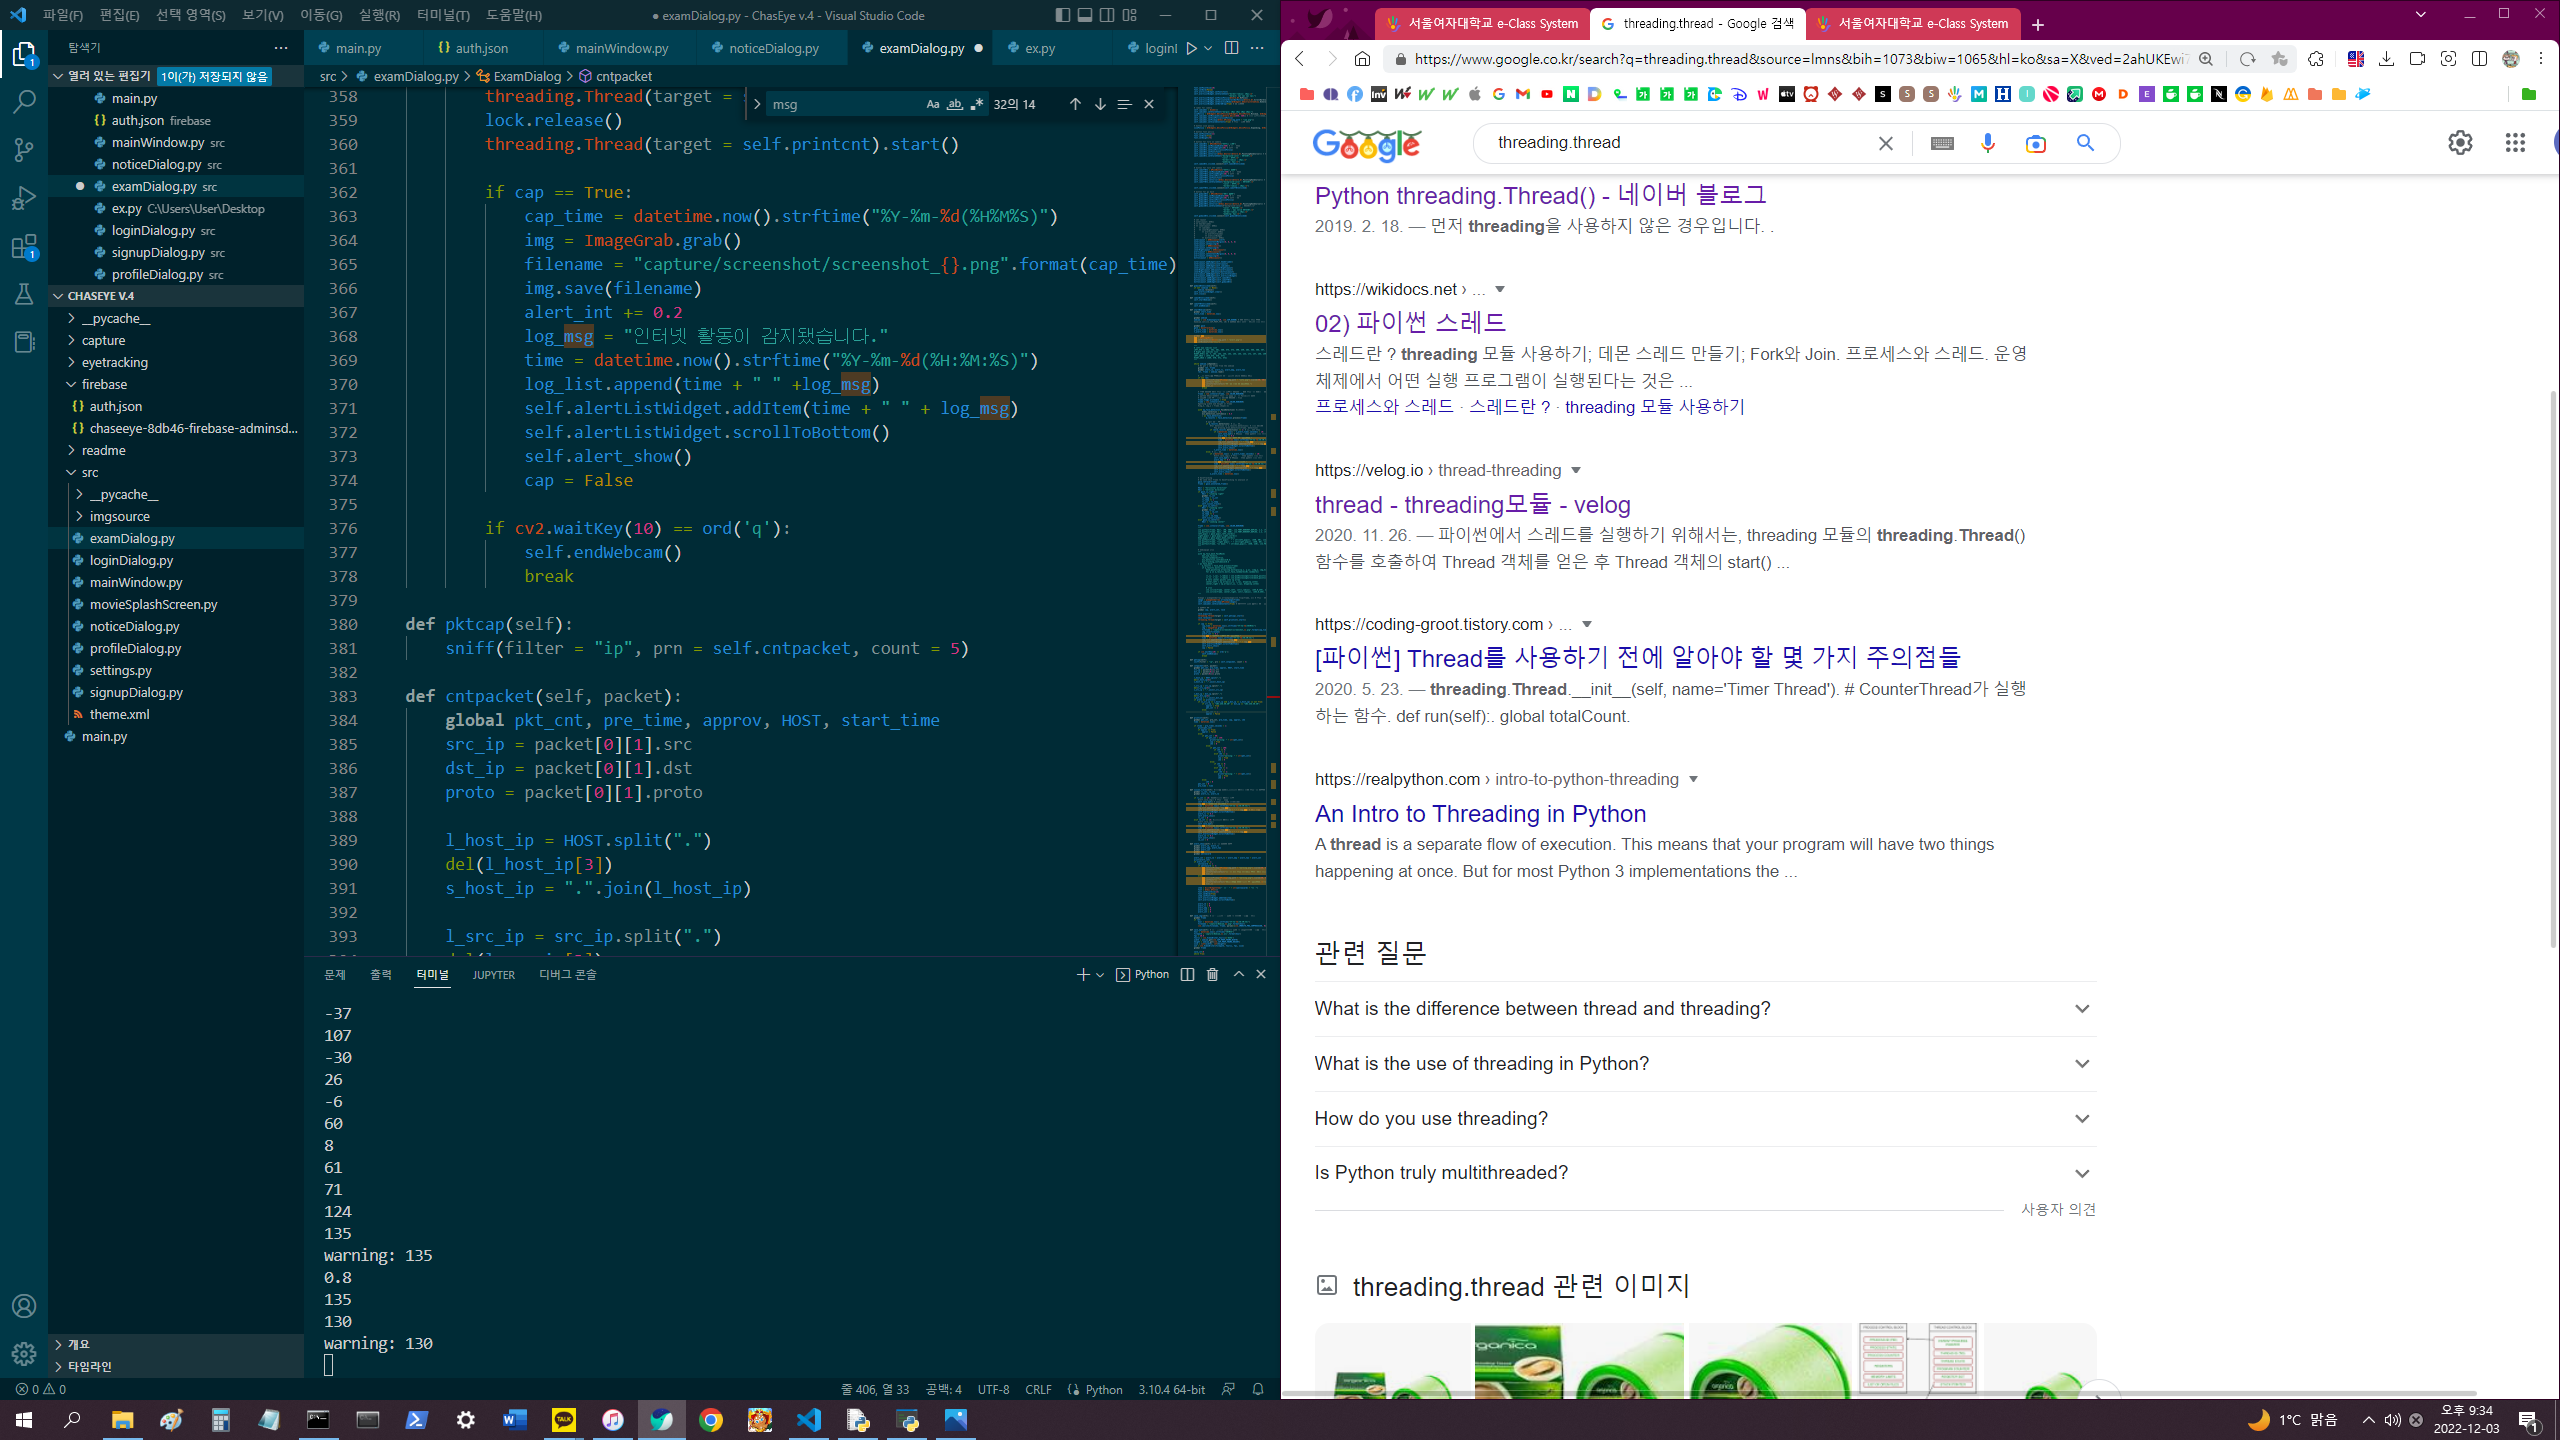 파일(F) 편집(E) 선택 영역(S) 보기(V) 이동(G) 실행(R) 터미널(T) 도움말(H)
● examDialog.py - ChasEye v.4 - Visual Studio Code
탐색기
열려 있는 편집기 1이(가) 저장되지 않음
main.py
auth.json firebase
mainWindow.py src
noticeDialog.py src
examDialog.py src
ex.py C:\Users\User\Desktop
loginDialog.py src
signupDialog.py src
profileDialog.py src
CHASEYE V.4
__pycache__
capture
eyetracking
firebase
auth.json
chaseeye-8db46-firebase-adminsd...
readme
src
__pycache__
imgsource
examDialog.py
loginDialog.py
mainWindow.py
movieSplashScreen.py
noticeDialog.py
profileDialog.py
settings.py
signupDialog.py
theme.xml
main.py
개요
타임라인
main.py auth.json mainWindow.py noticeDialog.py examDialog.py ex.py loginI
src > examDialog.py > ExamDialog > cntpacket
msg Aa ab 32의 14
358 threading.Thread(target =
359 lock.release()
360 threading.Thread(target = self.printcnt).start()
361
362 if cap == True:
363 cap_time = datetime.now().strftime("%Y-%m-%d(%H%M%S)")
364 img = ImageGrab.grab()
365 filename = "capture/screenshot/screenshot_{}.png".format(cap_time)
366 img.save(filename)
367 alert_int += 0.2
368 log_msg = "인터넷 활동이 감지됐습니다."
369 time = datetime.now().strftime("%Y-%m-%d(%H:%M:%S)")
370 log_list.append(time + " " +log_msg)
371 self.alertListWidget.addItem(time + " " + log_msg)
372 self.alertListWidget.scrollToBottom()
373 self.alert_show()
374 cap = False
375
376 if cv2.waitKey(10) == ord('q'):
377 self.endWebcam()
378 break
379
380 def pktcap(self):
381 sniff(filter = "ip", prn = self.cntpacket, count = 5)
382
383 def cntpacket(self, packet):
384 global pkt_cnt, pre_time, approv, HOST, start_time
385 src_ip = packet[0][1].src
386 dst_ip = packet[0][1].dst
387 proto = packet[0][1].proto
388
389 l_host_ip = HOST.split(".")
390 del(l_host_ip[3])
391 s_host_ip = ".".join(l_host_ip)
392
393 l_src_ip = src_ip.split(".")
문제 출력 터미널 JUPYTER 디버그 콘솔
Python
-37
107
-30
26
-6
60
8
61
71
124
135
warning: 135
0.8
135
130
warning: 130
0 0
줄 406, 열 33 공백: 4 UTF-8 CRLF Python 3.10.4 64-bit
서울여자대학교 e-Class System
threading.thread - Google 검색
서울여자대학교 e-Class System
https://www.google.co.kr/search?q=threading.thread&source=lmns&bih=1073&biw=1065&hl=ko&sa=X&ved=2ahUKEwi7
Google
threading.thread
Python threading.Thread() - 네이버 블로그
2019. 2. 18. — 먼저 threading을 사용하지 않은 경우입니다. .
https://wikidocs.net › ...
02) 파이썬 스레드
스레드란 ? threading 모듈 사용하기; 데몬 스레드 만들기; Fork와 Join. 프로세스와 스레드. 운영
체제에서 어떤 실행 프로그램이 실행된다는 것은 ...
프로세스와 스레드 · 스레드란 ? · threading 모듈 사용하기
https://velog.io › thread-threading
thread - threading모듈 - velog
2020. 11. 26. — 파이썬에서 스레드를 실행하기 위해서는, threading 모듈의 threading.Thread()
함수를 호출하여 Thread 객체를 얻은 후 Thread 객체의 start() ...
https://coding-groot.tistory.com › ...
[파이썬] Thread를 사용하기 전에 알아야 할 몇 가지 주의점들
2020. 5. 23. — threading.Thread.__init__(self, name='Timer Thread'). # CounterThread가 실행
하는 함수. def run(self):. global totalCount.
https://realpython.com › intro-to-python-threading
An Intro to Threading in Python
A thread is a separate flow of execution. This means that your program will have two things
happening at once. But for most Python 3 implementations the ...
관련 질문
What is the difference between thread and threading?
What is the use of threading in Python?
How do you use threading?
Is Python truly multithreaded?
사용자 의견
threading.thread 관련 이미지
organica
1°C 맑음
오후 9:34
2022-12-03